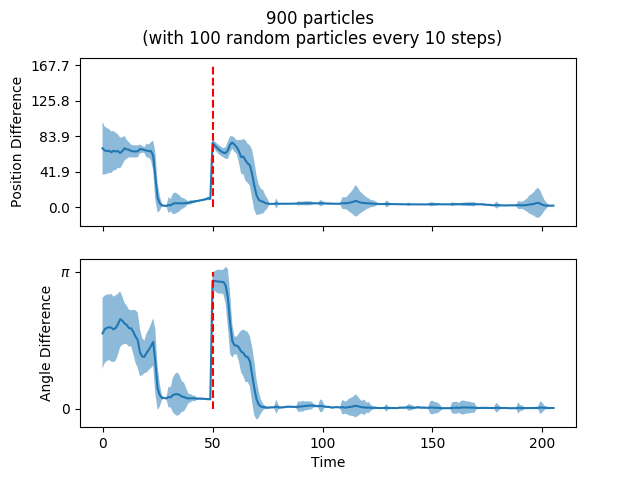 900 particles
(with 100 random particles every 10 steps)
Position Difference
167.7
125.8
83.9
41.9
0.0
Angle Difference
π
0
0
50
100
150
200
Time